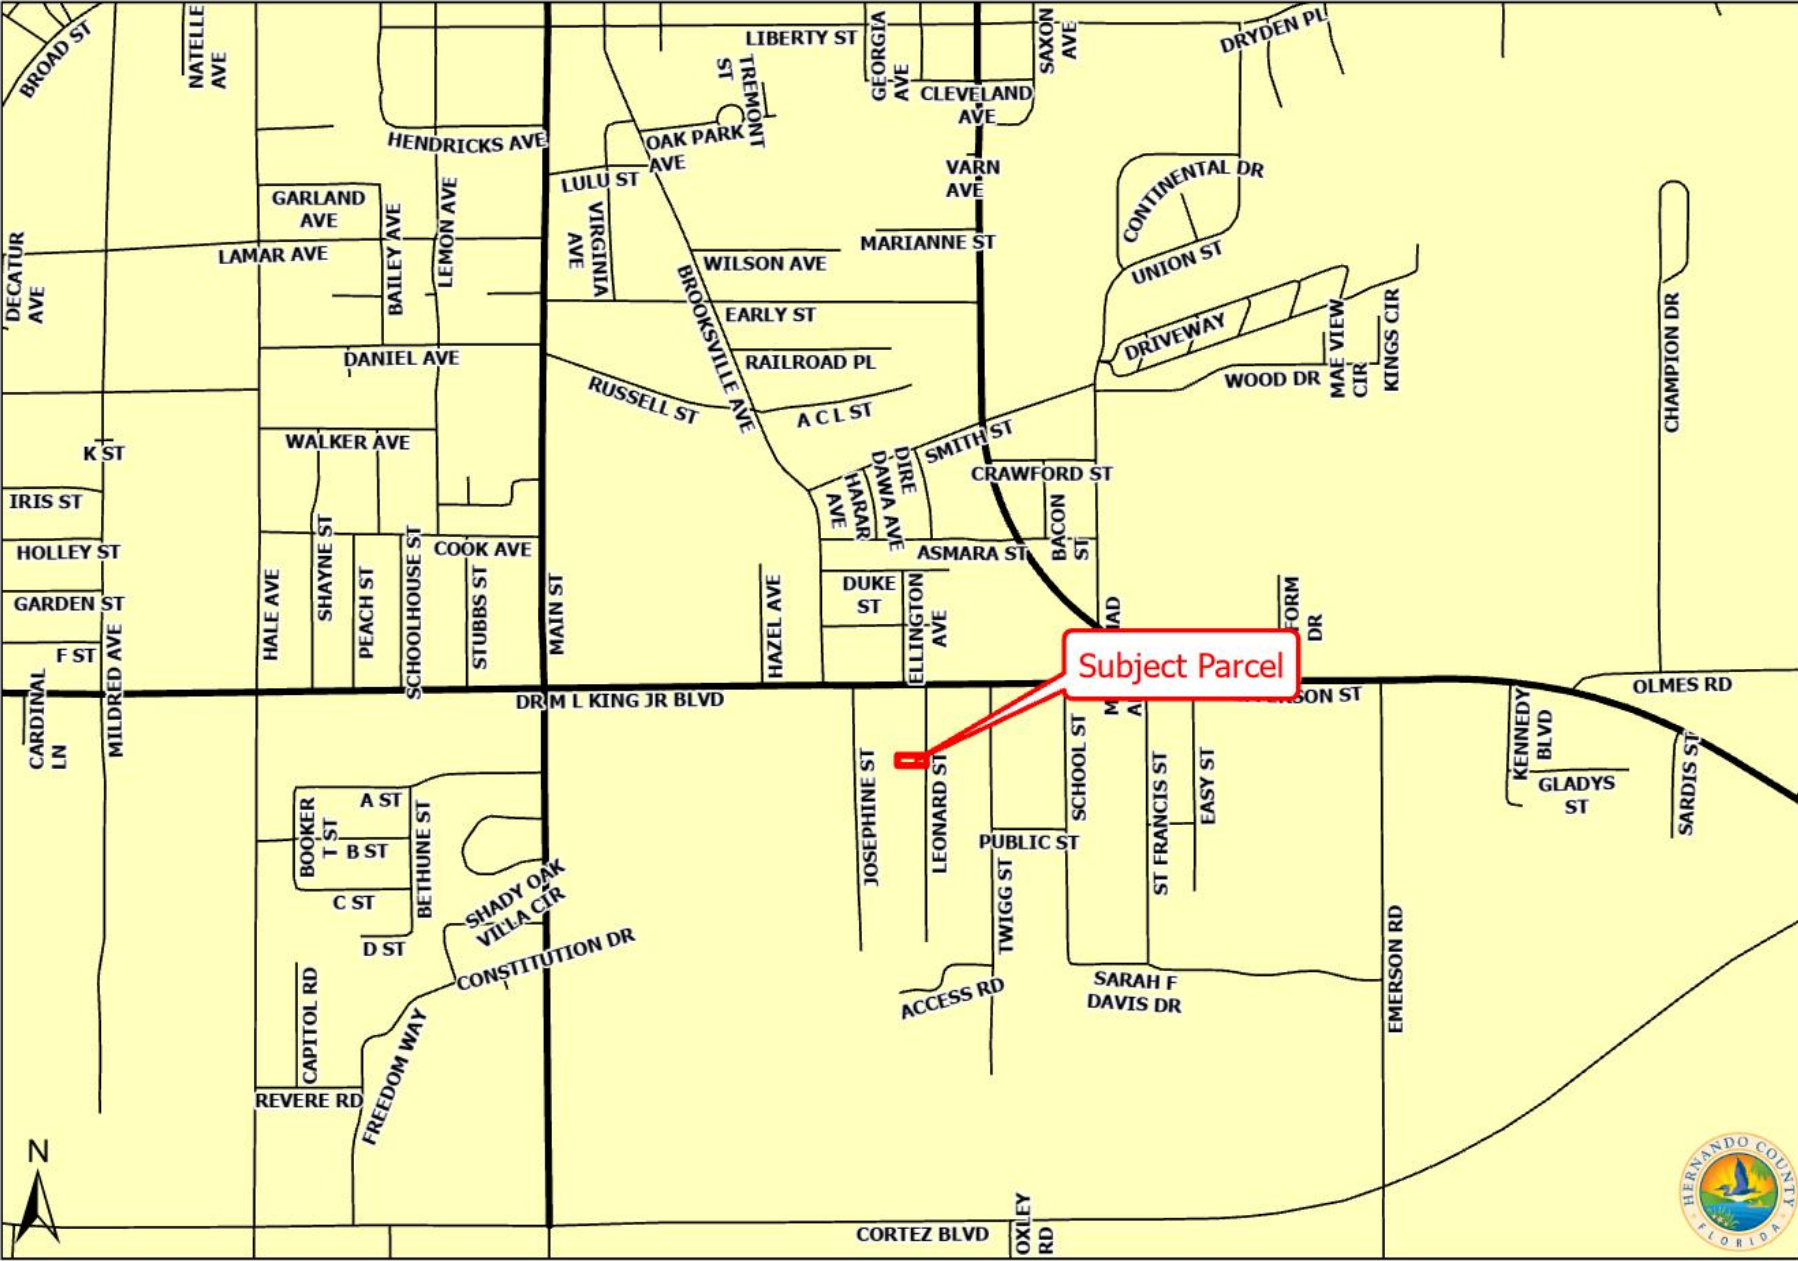 BROAD ST
NATELLE
AVE
LIBERTY ST
GEORGIA
AVE
SAXON
AVE
DRYDEN PL
TREMONT
ST
CLEVELAND
AVE
HENDRICKS AVE
OAK PARK
AVE
LULU ST
VARN
AVE
CONTINENTAL DR
GARLAND
AVE
BAILEY AVE
LEMON AVE
VIRGINIA
AVE
MARIANNE ST
LAMAR AVE
DECATUR
AVE
WILSON AVE
UNION ST
BROOKSVILLE AVE
EARLY ST
DRIVEWAY
MAE VIEW
CIR
KINGS CIR
CHAMPION DR
DANIEL AVE
RAILROAD PL
WOOD DR
RUSSELL ST
A C L ST
WALKER AVE
K ST
SMITH ST
DIRE
DAWA AVE
HARAR
AVE
CRAWFORD ST
IRIS ST
BACON
ST
HOLLEY ST
SHAYNE ST
SCHOOLHOUSE ST
COOK AVE
ASMARA ST
GARDEN ST
HALE AVE
PEACH ST
STUBBS ST
MAIN ST
HAZEL AVE
DUKE
ST
ELLINGTON
AVE
FORM
DR
F ST
MILDRED AVE
CARDINAL
LN
Subject Parcel
DR M L KING JR BLVD
OLMES RD
JOSEPHINE ST
LEONARD ST
SCHOOL ST
ST FRANCIS ST
EASY ST
KENNEDY
BLVD
GLADYS
ST
SARDIS ST
A ST
BOOKER
T ST
B ST
BETHUNE ST
C ST
D ST
SHADY OAK
VILLA CIR
CONSTITUTION DR
PUBLIC ST
TWIGG ST
EMERSON RD
CAPITOL RD
FREEDOM WAY
ACCESS RD
SARAH F
DAVIS DR
REVERE RD
N
CORTEZ BLVD
OXLEY
RD
HERNANDO COUNTY
FLORIDA